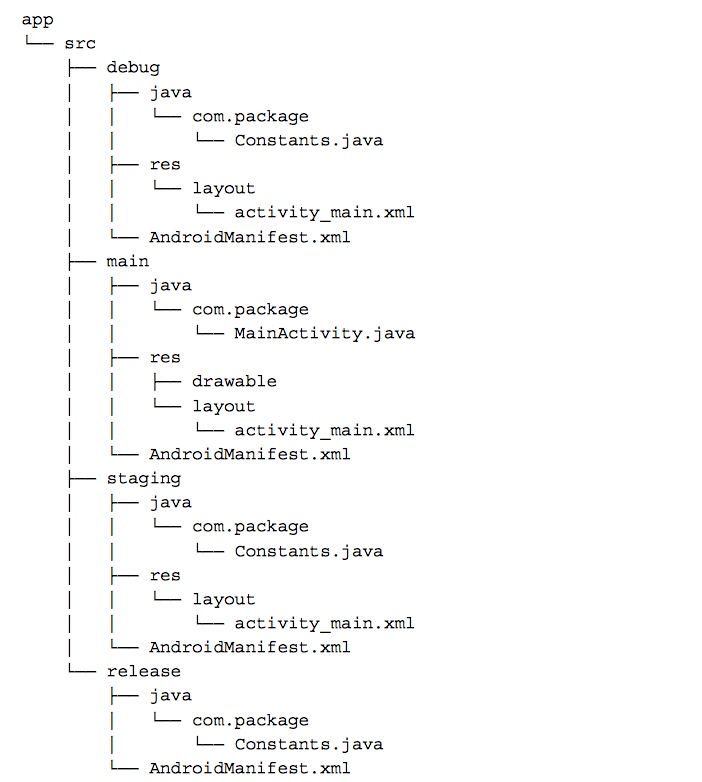 app
└── src
    ├── debug
    │   ├── java
    │   │   └── com.package
    │   │       └── Constants.java
    │   ├── res
    │   │   └── layout
    │   │       └── activity_main.xml
    │   └── AndroidManifest.xml
    ├── main
    │   ├── java
    │   │   └── com.package
    │   │       └── MainActivity.java
    │   ├── res
    │   │   ├── drawable
    │   │   └── layout
    │   │       └── activity_main.xml
    │   └── AndroidManifest.xml
    ├── staging
    │   ├── java
    │   │   └── com.package
    │   │       └── Constants.java
    │   ├── res
    │   │   └── layout
    │   │       └── activity_main.xml
    │   └── AndroidManifest.xml
    └── release
        ├── java
        │   └── com.package
        │       └── Constants.java
        └── AndroidManifest.xml